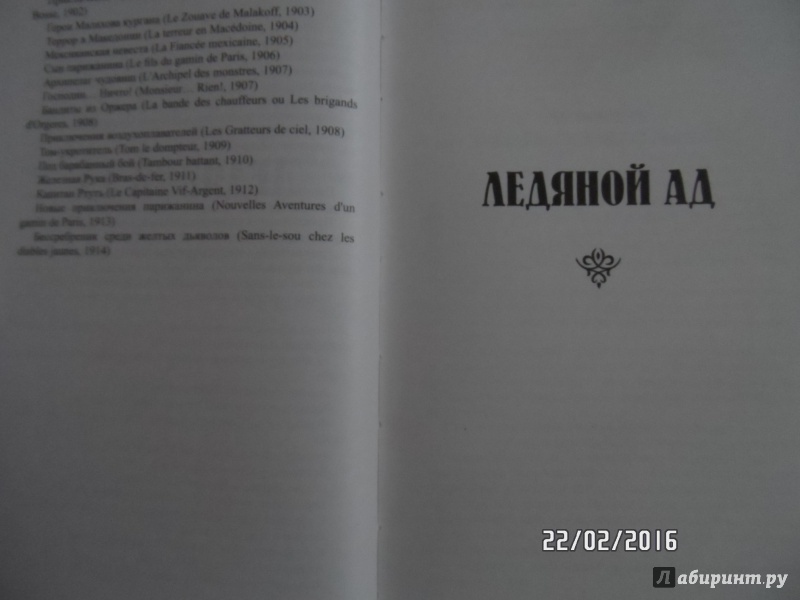 Boissé, 1902)
Герои Малахова кургана (Le Zouave de Malakoff, 1903)
Террор в Македонии (La terreur en Macédoine, 1904)
Мексиканская невеста (La Fiancée mexicaine, 1905)
Сын парижанина (Le fils du gamin de Paris, 1906)
Архипелаг чудовищ (L'Archipel des monstres, 1907)
Господин... Ничто! (Monsieur... Rien!, 1907)
Бандиты из Оржера (La bande des chauffeurs ou Les brigands
d'Orgeres, 1908)
Приключения воздухоплавателей (Les Gratteurs de ciel, 1908)
Том-укротитель (Tom le dompteur, 1909)
Под барабанный бой (Tambour battant, 1910)
Железная Рука (Bras-de-fer, 1911)
Капитан Ртуть (Le Capitaine Vif-Argent, 1912)
Новые приключения парижанина (Nouvelles Aventures d'un
gamin de Paris, 1913)
Бессребреник среди желтых дьяволов (Sans-le-sou chez les
diables jaunes, 1914)
ЛЕДЯНОЙ АД
22/02/2016
Лабиринт.ру